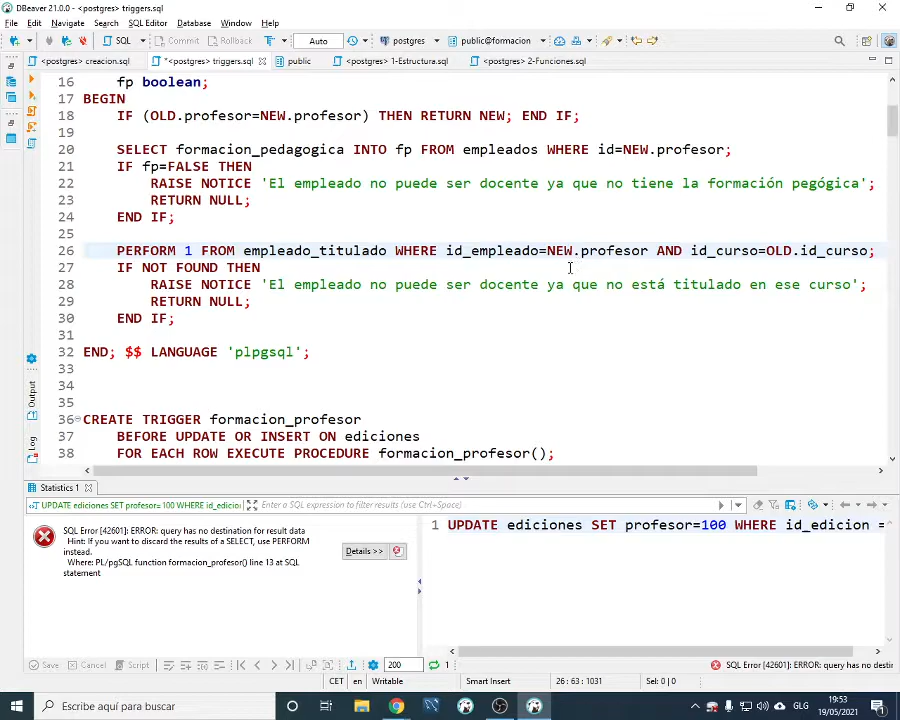 DBeaver 21.0.0 - <postgres> triggers.sql
File Edit Navigate Search SQL Editor Database Window Help
SQL Commit Rollback Auto postgres public@formacion
<postgres> creacion.sql *<postgres> triggers.sql public <postgres> 1-Estructura.sql <postgres> 2-Funciones.sql
16 fp boolean;
17 BEGIN
18 IF (OLD.profesor=NEW.profesor) THEN RETURN NEW; END IF;
19
20 SELECT formacion_pedagogica INTO fp FROM empleados WHERE id=NEW.profesor;
21 IF fp=FALSE THEN
22 RAISE NOTICE 'El empleado no puede ser docente ya que no tiene la formación pegógica';
23 RETURN NULL;
24 END IF;
25
26 PERFORM 1 FROM empleado_titulado WHERE id_empleado=NEW.profesor AND id_curso=OLD.id_curso;
27 IF NOT FOUND THEN
28 RAISE NOTICE 'El empleado no puede ser docente ya que no está titulado en ese curso';
29 RETURN NULL;
30 END IF;
31
32 END; $$ LANGUAGE 'plpgsql';
33
34
35
36 CREATE TRIGGER formacion_profesor
37 BEFORE UPDATE OR INSERT ON ediciones
38 FOR EACH ROW EXECUTE PROCEDURE formacion_profesor();
Output
Log
Statistics 1
UPDATE ediciones SET profesor=100 WHERE id_edicion Enter a SQL expression to filter results (use Ctrl+Space)
SQL Error [42601]: ERROR: query has no destination for result data
Hint: If you want to discard the results of a SELECT, use PERFORM
instead.
Where: PL/pgSQL function formacion_profesor() line 13 at SQL
statement
Details >>
1 UPDATE ediciones SET profesor=100 WHERE id_edicion =
Save Cancel Script 200 1 SQL Error [42601]: ERROR: query has no destin
CET en Writable Smart Insert 26 : 63 : 1031 Sel: 0 | 0
Escribe aquí para buscar
GLG
19:53
19/05/2021
1